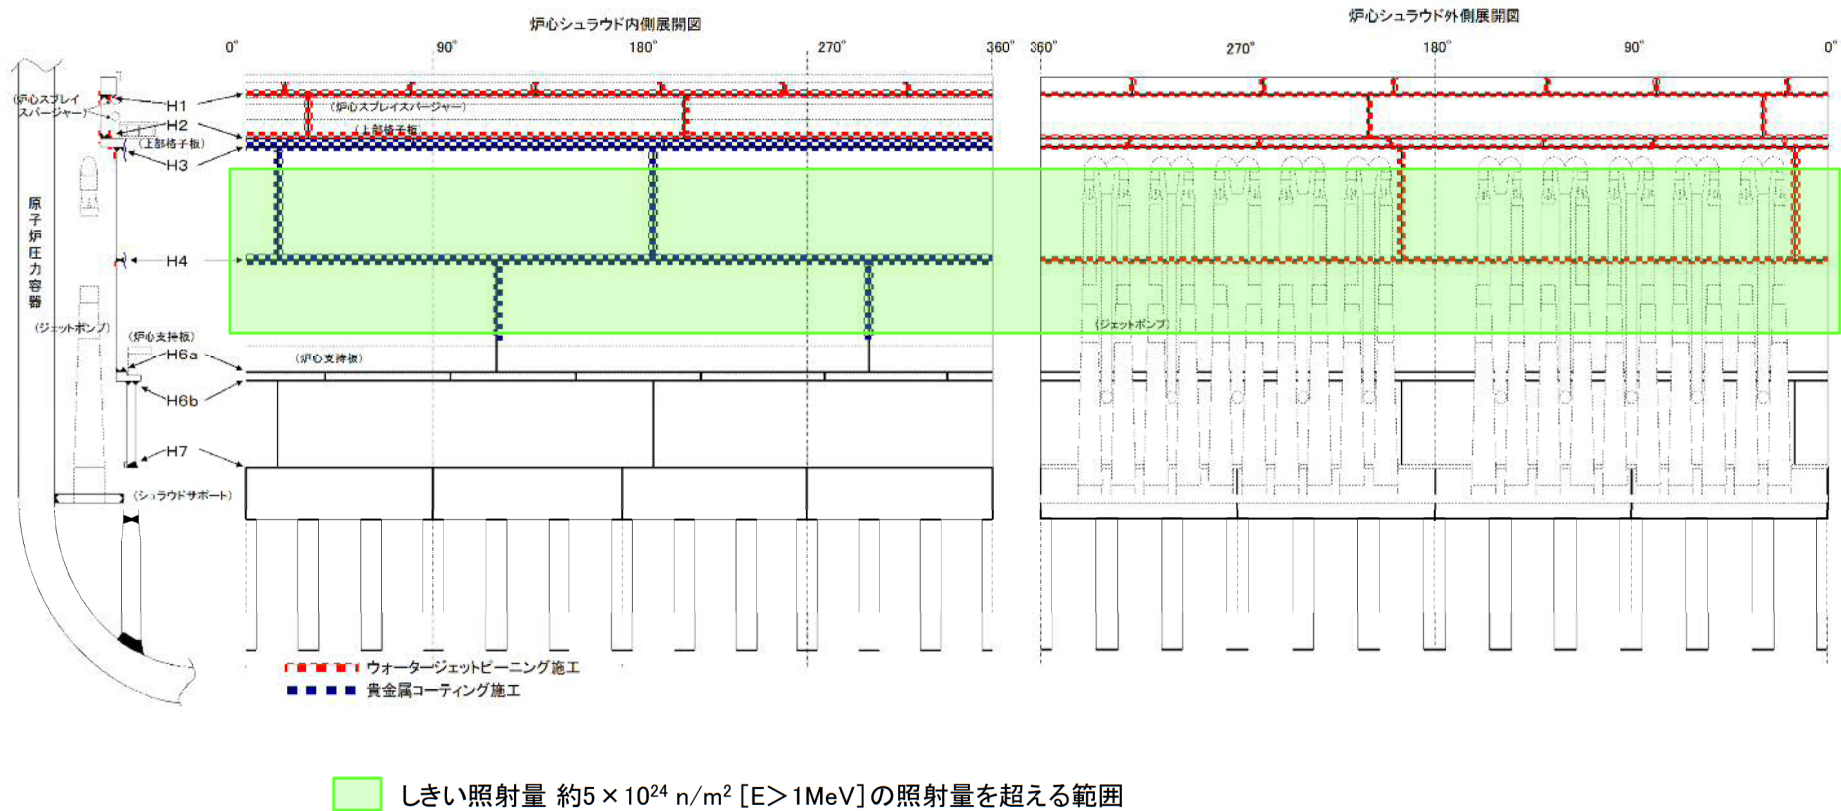 炉心シュラウド内側展開図
炉心シュラウド外側展開図
0°
90°
180°
270°
360°
360°
270°
180°
90°
0°
(炉心スプレイ
スパージャー)
H1
(炉心スプレイスパージャー)
H2
(上部格子板)
(上部格子板)
H3
原子炉圧力容器
H4
(ジェットポンプ)
(ジェットポンプ)
(炉心支持板)
H6a
(炉心支持板)
H6b
H7
(シュラウドサポート)
ウォータージェットピーニング施工
貴金属コーティング施工
しきい照射量 約5×10²⁴ n/m² [E>1MeV]の照射量を超える範囲